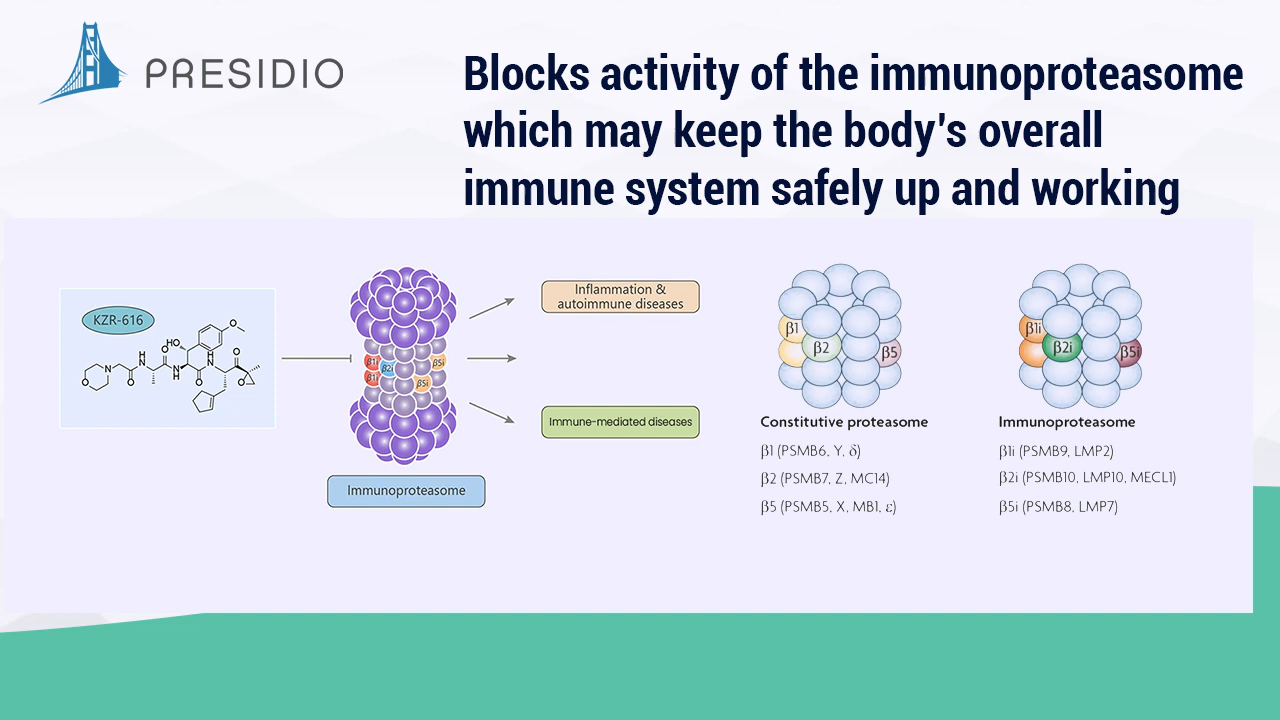 PRESIDIO
Blocks activity of the immunoproteasome
which may keep the body's overall
immune system safely up and working
KZR-616
HO
O
N
O
O
H
N
O
N
H
O
H
N
O
O
β1i
β1i
β2i
β5i
β5i
Immunoproteasome
Inflammation &
autoimmune diseases
Immune-mediated diseases
β1
β2
β5
Constitutive proteasome
β1 (PSMB6, Y, δ)
β2 (PSMB7, Z, MC14)
β5 (PSMB5, X, MB1, ε)
β1i
β2i
β5i
Immunoproteasome
β1i (PSMB9, LMP2)
β2i (PSMB10, LMP10, MECL1)
β5i (PSMB8, LMP7)